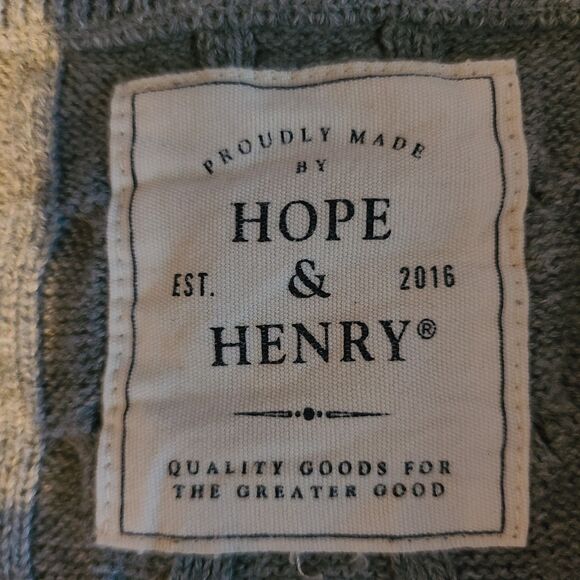 PROUDLY MADE
BY
HOPE
EST. & 2016
HENRY®
QUALITY GOODS FOR
THE GREATER GOOD